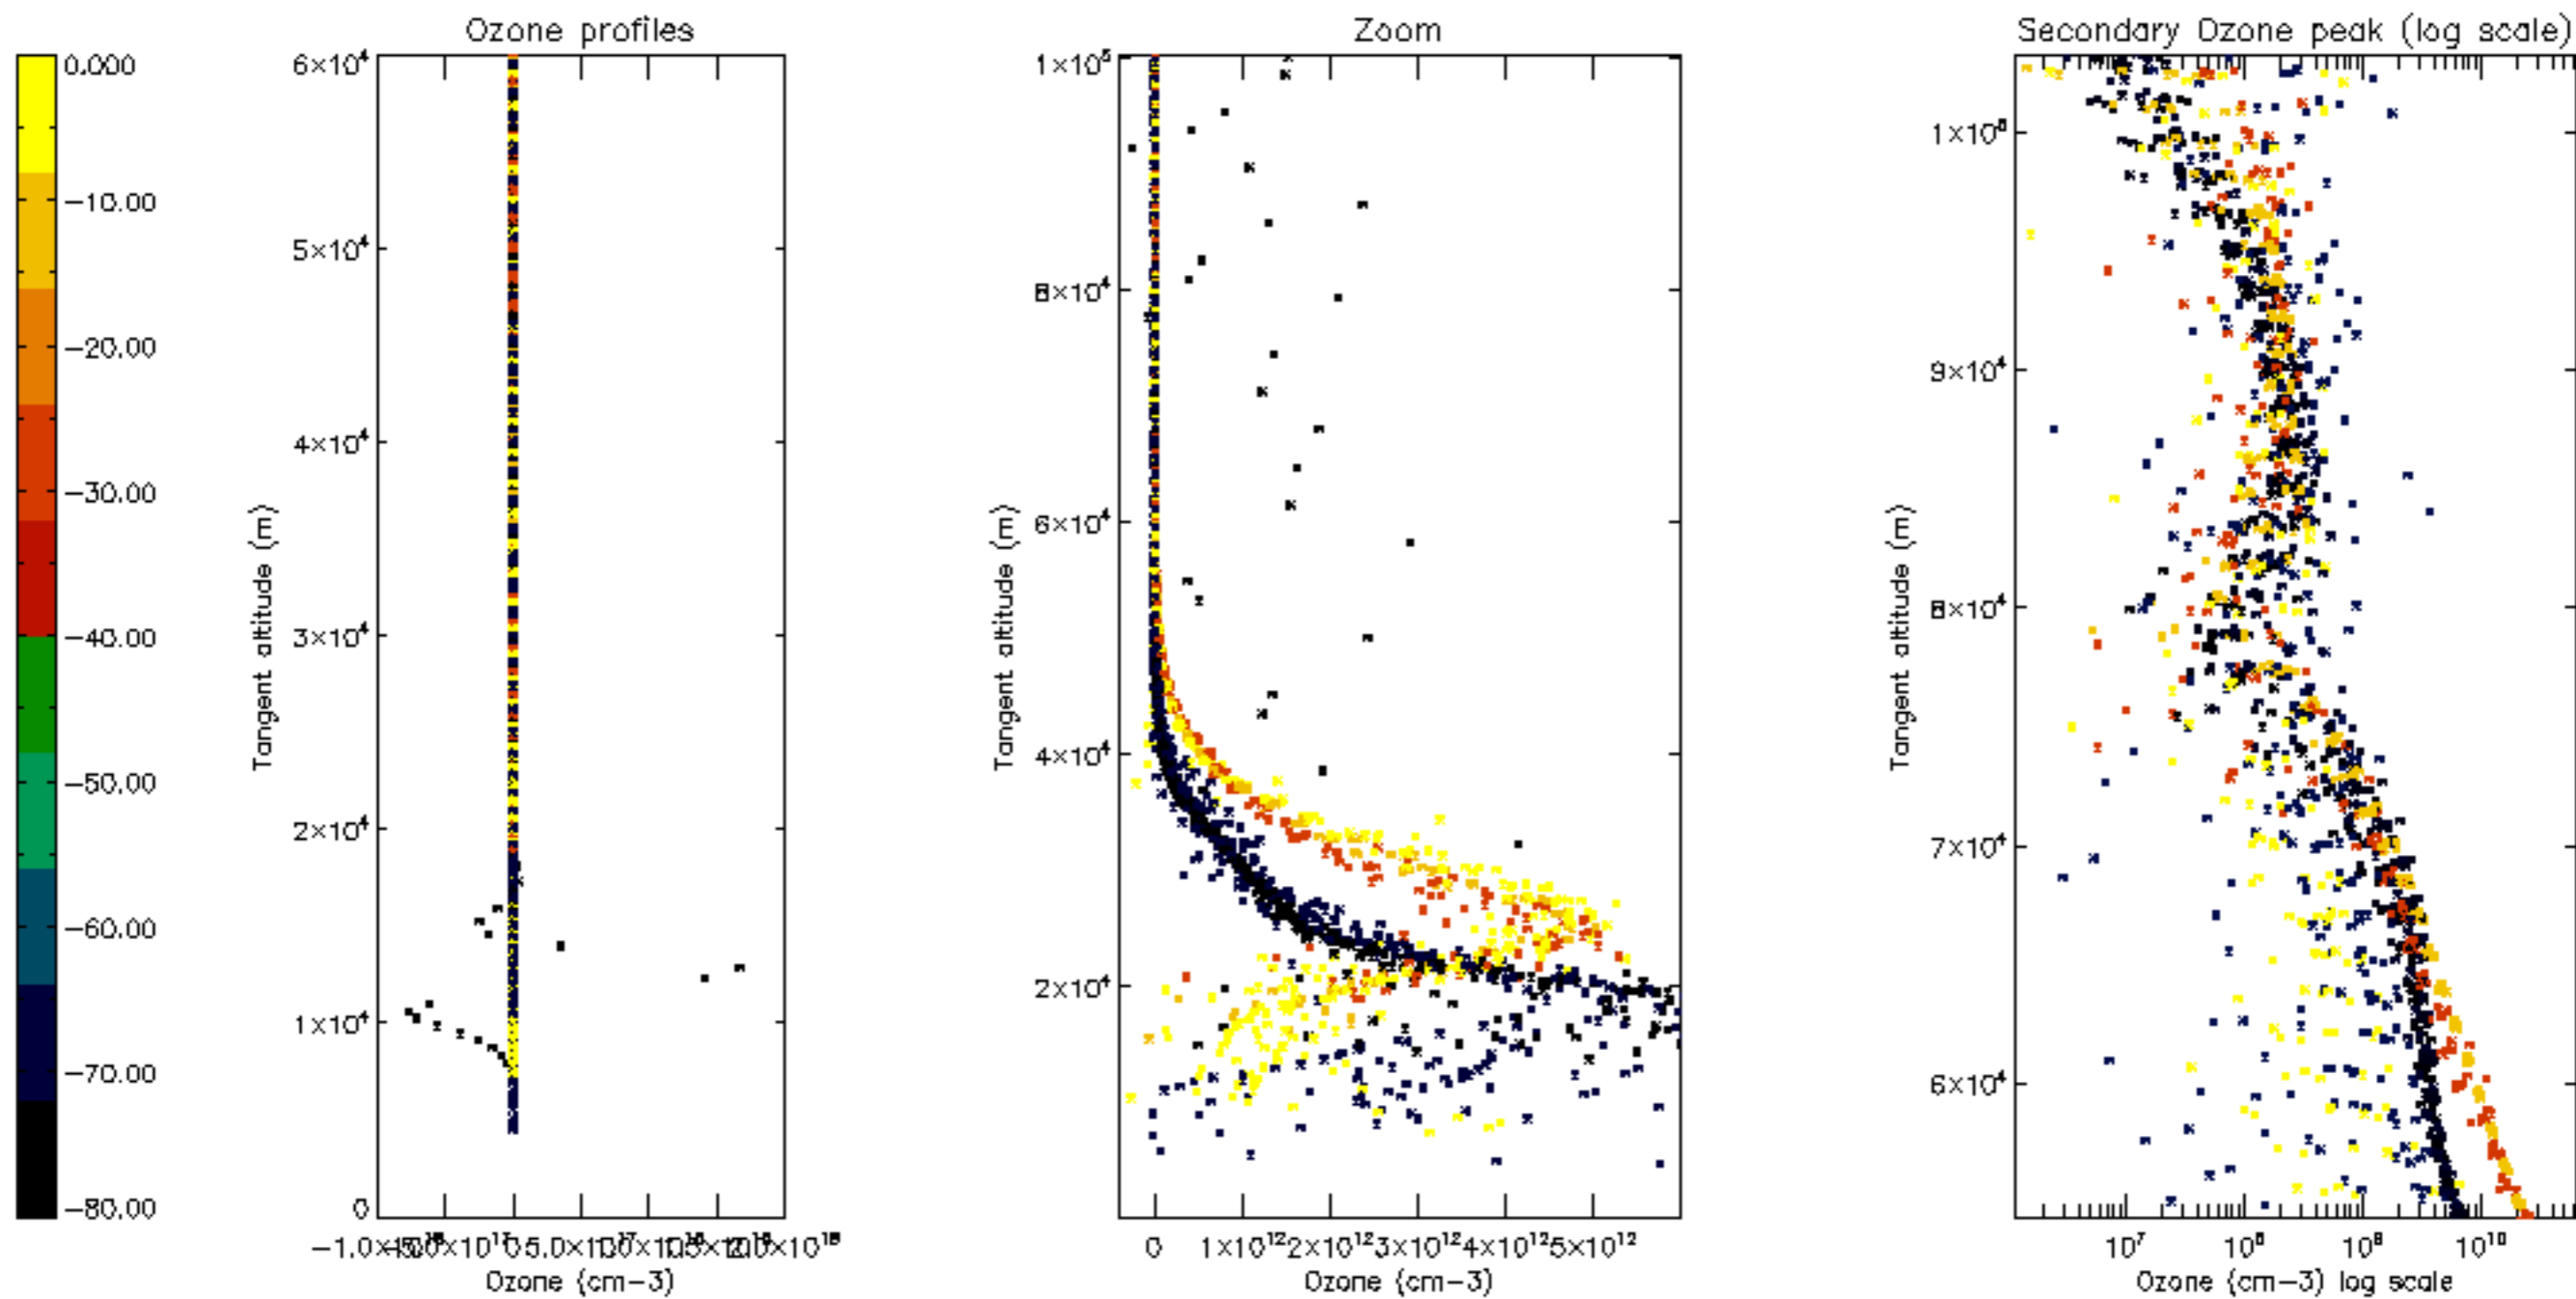 Ozone profiles
Zoom
Secondary Ozone peak (log scale)
0.000
-10.00
-20.00
-30.00
-40.00
-50.00
-60.00
-70.00
-80.00
6×10⁴
5×10⁴
4×10⁴
3×10⁴
2×10⁴
1×10⁴
0
Tangent altitude (m)
Ozone (cm-3)
1×10⁵
8×10⁴
6×10⁴
4×10⁴
2×10⁴
Tangent altitude (m)
0 1×10¹² 2×10¹² 3×10¹² 4×10¹² 5×10¹²
Ozone (cm-3)
1×10⁵
9×10⁴
8×10⁴
7×10⁴
6×10⁴
Tangent altitude (m)
10⁷ 10⁸ 10⁹ 10¹⁰
Ozone (cm-3) log scale